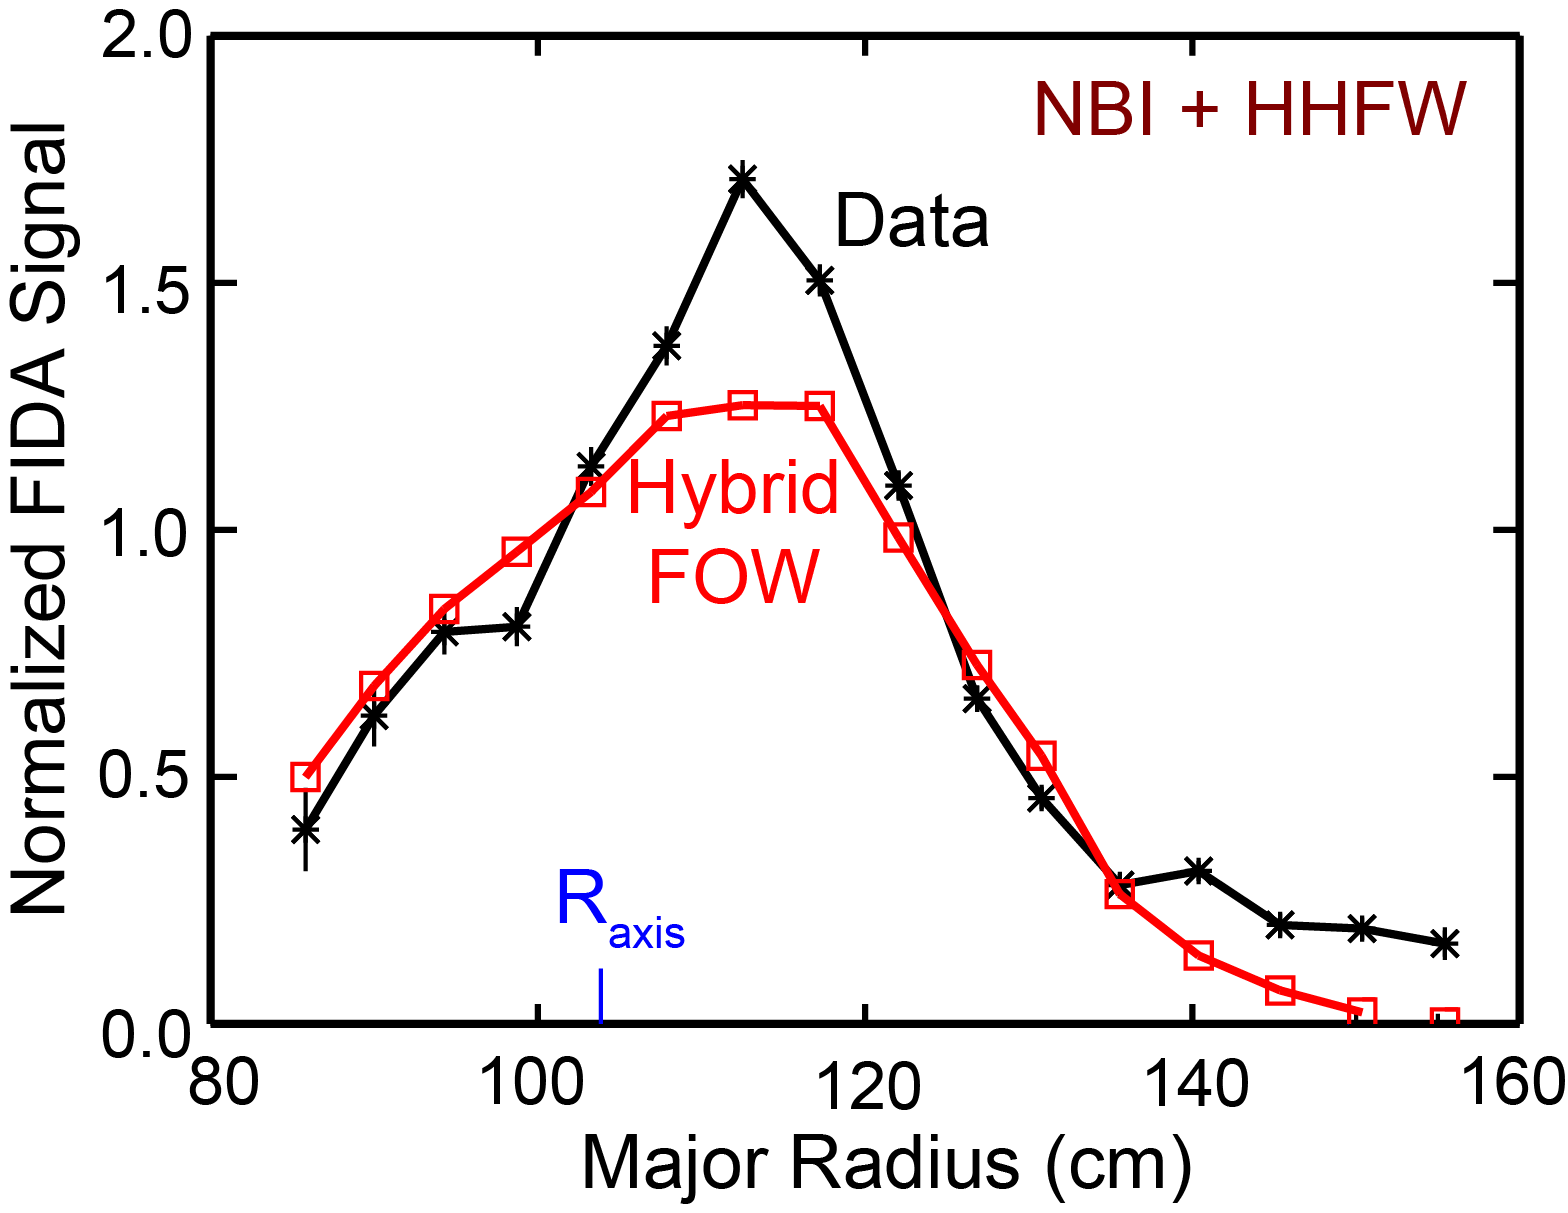 2.0
1.5
1.0
0.5
0.0
Normalized FIDA Signal
NBI + HHFW
Data
Hybrid
FOW
Raxis
80 100 120 140 160
Major Radius (cm)